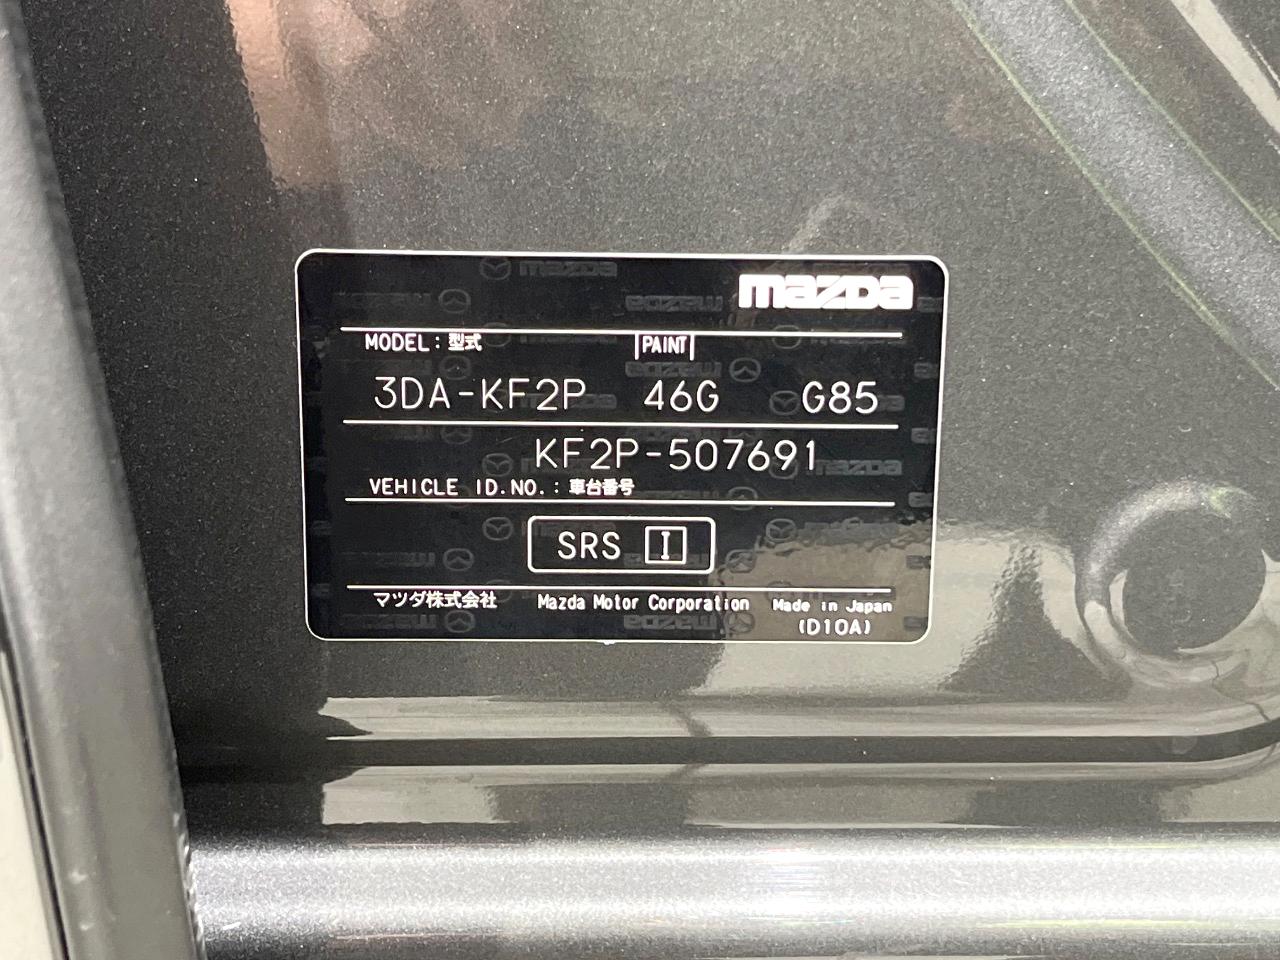 mazda
MODEL：型式 PAINT
3DA-KF2P 46G G85
KF2P-507691
VEHICLE ID.NO.：車台番号
SRS I
マツダ株式会社 Mazda Motor Corporation Made in Japan
(D10A)